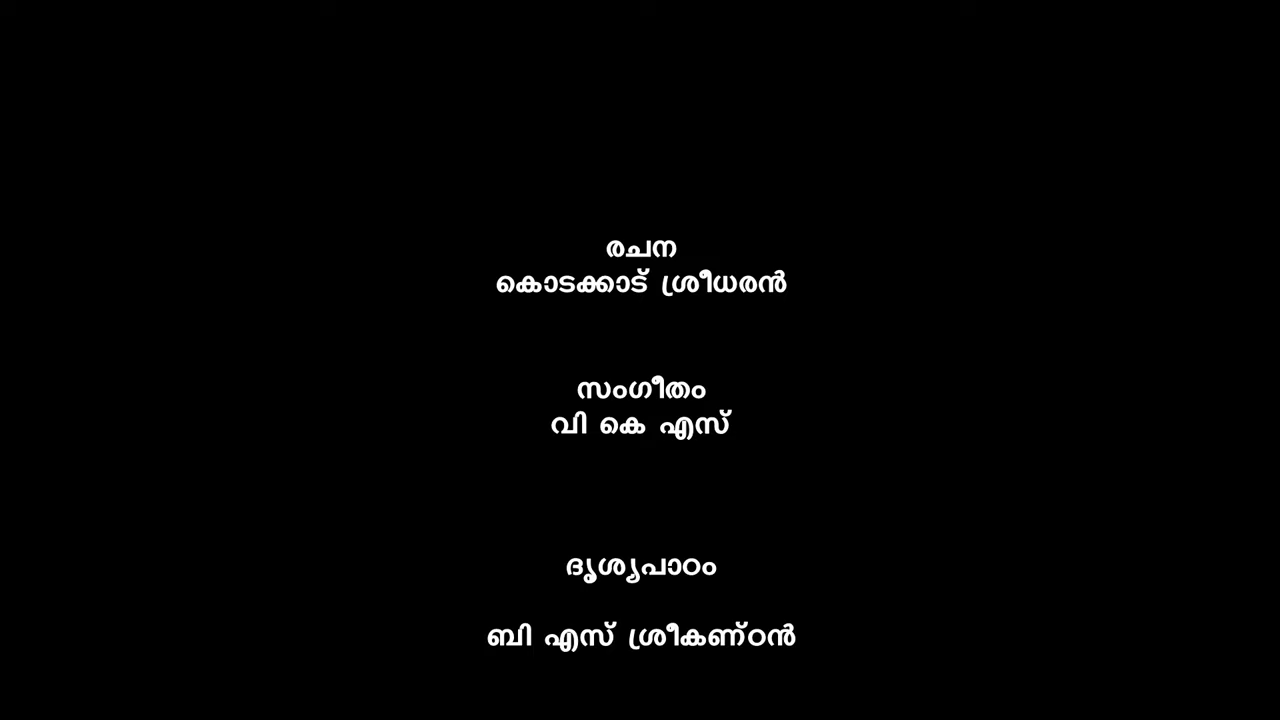 രചന
കൊടക്കാട് ശ്രീധരൻ
സംഗീതം
വി കെ എസ്
ദൃശ്യപാഠം
ബി എസ് ശ്രീകണ്ഠൻ